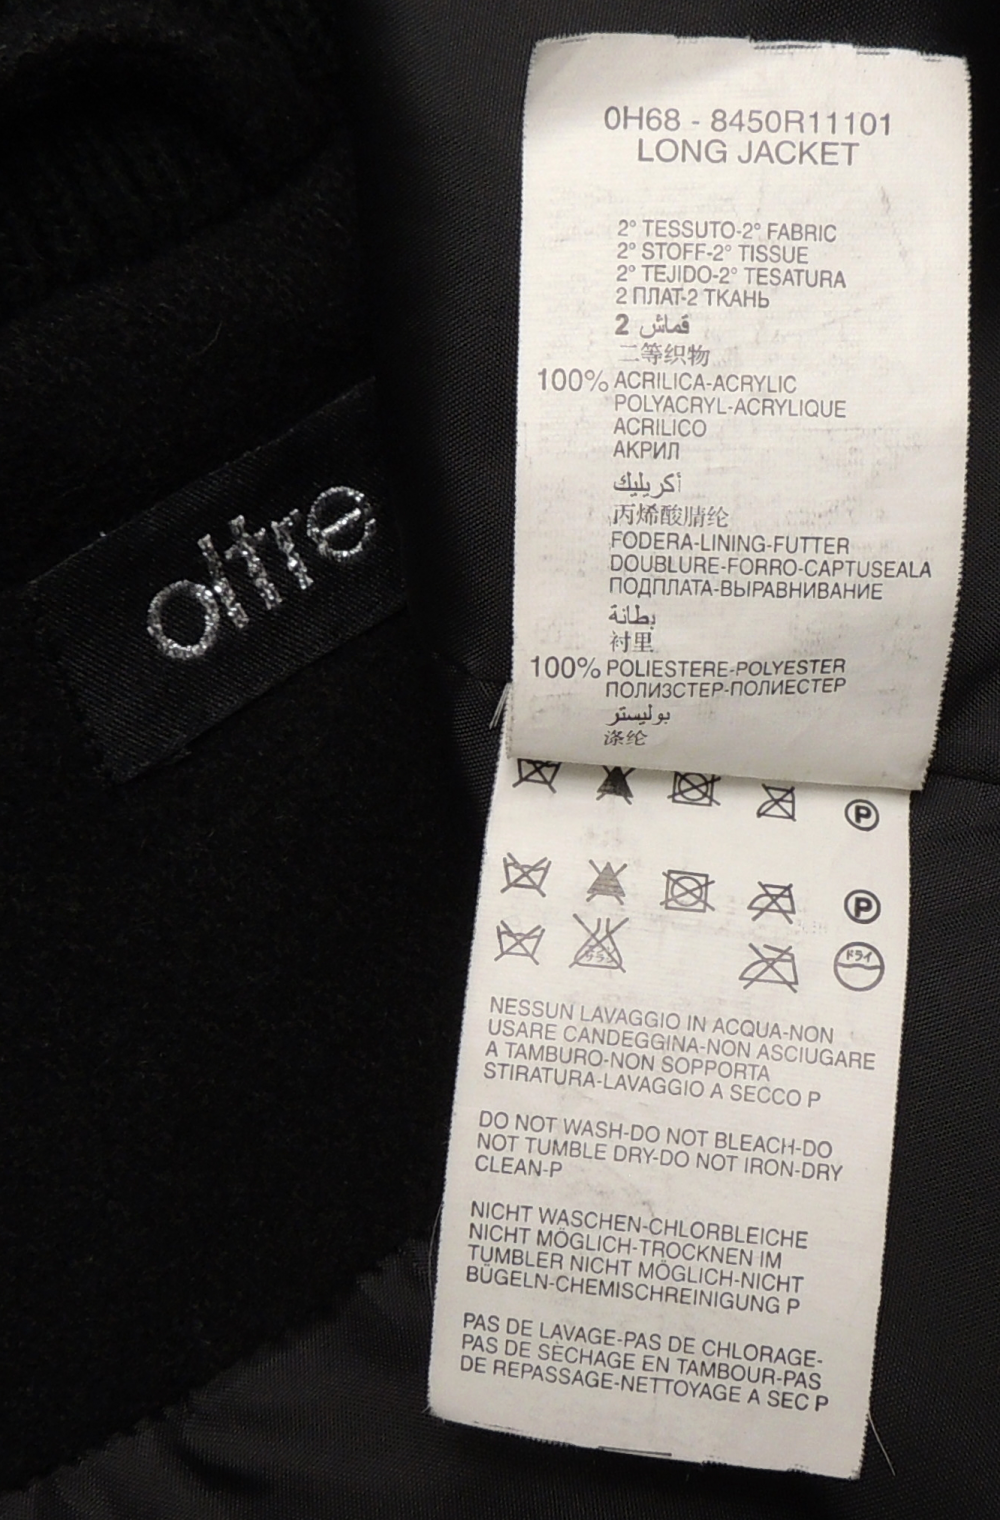 oltre
0H68 - 8450R11101
LONG JACKET
2° TESSUTO-2° FABRIC
2° STOFF-2° TISSUE
2° TEJIDO-2° TESATURA
2 ПЛАТ-2 ТКАНЬ
2 قماش
二等织物
100% ACRILICA-ACRYLIC
POLYACRYL-ACRYLIQUE
ACRILICO
АКРИЛ
أكريليك
丙烯酸腈纶
FODERA-LINING-FUTTER
DOUBLURE-FORRO-CAPTUSEALA
ПОДПЛАТА-ВЫРАВНИВАНИЕ
بطانة
衬里
100% POLIESTERE-POLYESTER
ПОЛИЗСТЕР-ПОЛИЕСТЕР
بوليستر
涤纶
P
P
ドライ
NESSUN LAVAGGIO IN ACQUA-NON
USARE CANDEGGINA-NON ASCIUGARE
A TAMBURO-NON SOPPORTA
STIRATURA-LAVAGGIO A SECCO P
DO NOT WASH-DO NOT BLEACH-DO
NOT TUMBLE DRY-DO NOT IRON-DRY
CLEAN-P
NICHT WASCHEN-CHLORBLEICHE
NICHT MÖGLICH-TROCKNEN IM
TUMBLER NICHT MÖGLICH-NICHT
BÜGELN-CHEMISCHREINIGUNG P
PAS DE LAVAGE-PAS DE CHLORAGE-
PAS DE SÈCHAGE EN TAMBOUR-PAS
DE REPASSAGE-NETTOYAGE A SEC P